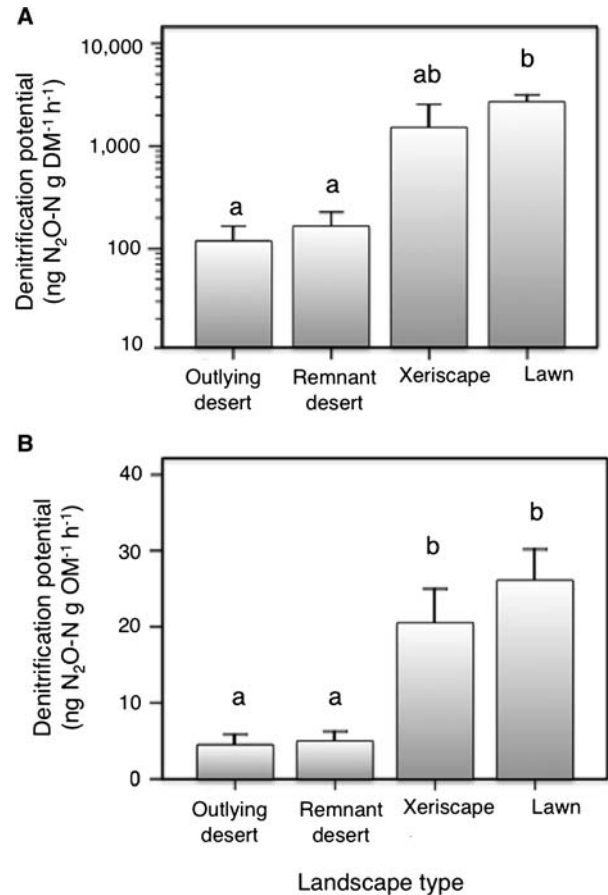 A
Denitrification potential
(ng N₂O-N g DM⁻¹ h⁻¹)
10,000
1,000
100
10
a
a
ab
b
Outlying
desert
Remnant
desert
Xeriscape
Lawn
B
Denitrification potential
(ng N₂O-N g OM⁻¹ h⁻¹)
40
30
20
10
0
a
a
b
b
Outlying
desert
Remnant
desert
Xeriscape
Lawn
Landscape type